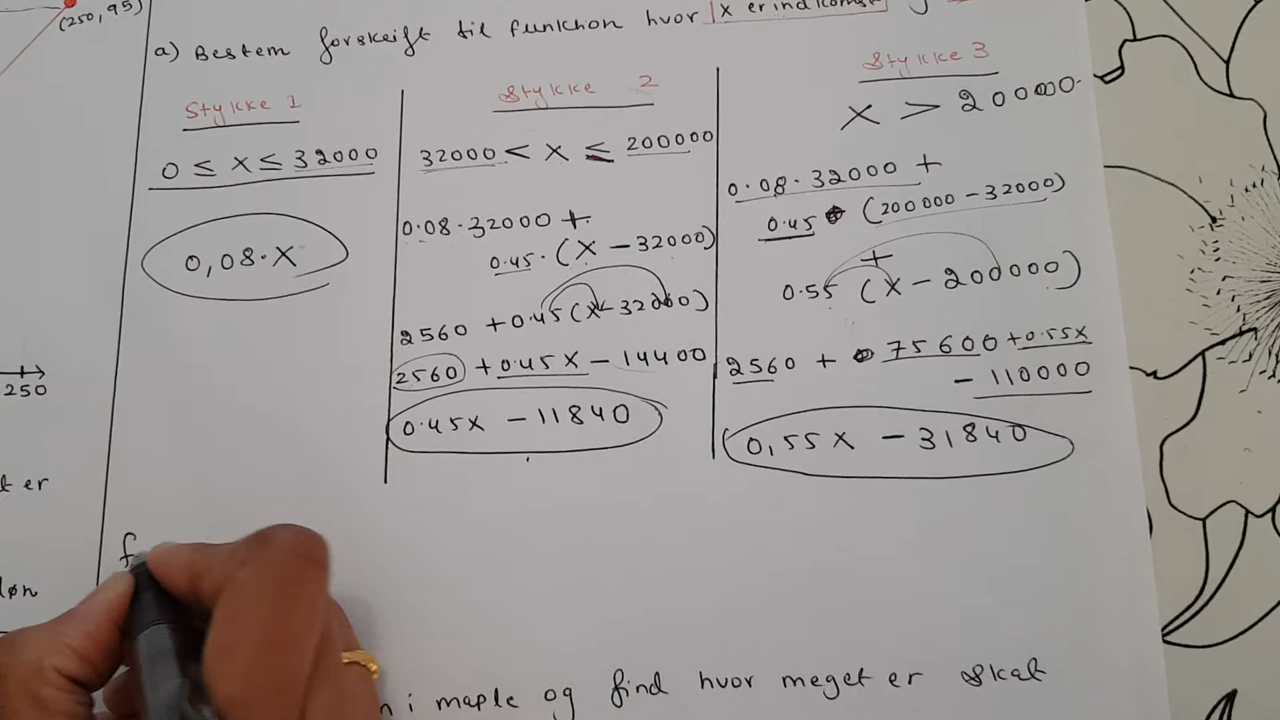 (250,95)
a) Bestem forskrift til funktion hvor x er indkomst
Stykke 1
0 ≤ x ≤ 32000
0,08·x
Stykke 2
32000 < x ≤ 200000
0.08·32000 +
0.45·(x − 32000)
2560 + 0.45(x − 32000)
2560 + 0.45x − 14400
0.45x − 11840
Stykke 3
x > 200000.
0.08·32000 +
0.45 (200000 − 32000)
+
0.55 (x − 200000)
2560 + 75600 + 0.55x
− 110000
0,55x − 31840
250
t er
løn
f
i maple og find hvor meget er skat